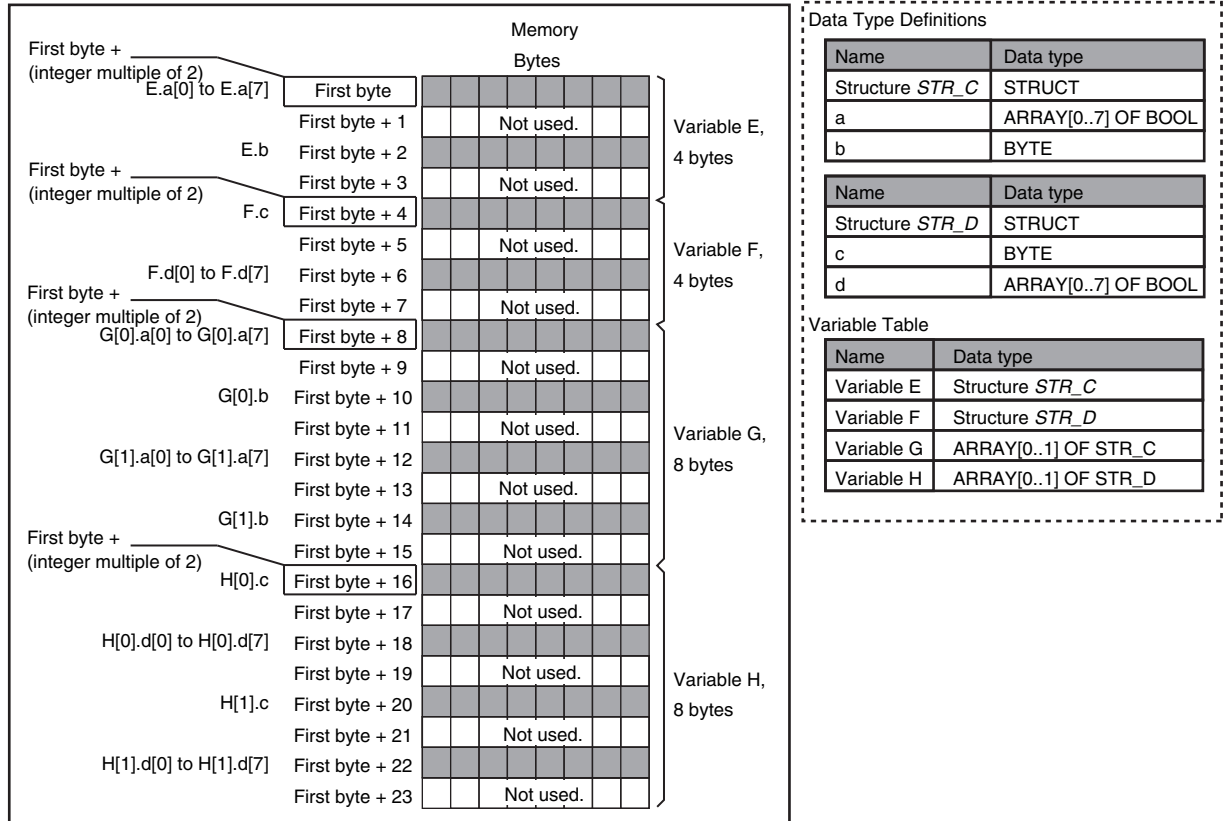 Memory
Bytes
First byte +
(integer multiple of 2)
E.a[0] to E.a[7] First byte
First byte + 1 Not used.
E.b First byte + 2
First byte + 3 Not used.
Variable E,
4 bytes
First byte +
(integer multiple of 2)
F.c First byte + 4
First byte + 5 Not used.
F.d[0] to F.d[7] First byte + 6
First byte + 7 Not used.
Variable F,
4 bytes
First byte +
(integer multiple of 2)
G[0].a[0] to G[0].a[7] First byte + 8
First byte + 9 Not used.
G[0].b First byte + 10
First byte + 11 Not used.
G[1].a[0] to G[1].a[7] First byte + 12
First byte + 13 Not used.
G[1].b First byte + 14
First byte + 15 Not used.
Variable G,
8 bytes
First byte +
(integer multiple of 2)
H[0].c First byte + 16
First byte + 17 Not used.
H[0].d[0] to H[0].d[7] First byte + 18
First byte + 19 Not used.
H[1].c First byte + 20
First byte + 21 Not used.
H[1].d[0] to H[1].d[7] First byte + 22
First byte + 23 Not used.
Variable H,
8 bytes
Data Type Definitions
Name Data type
Structure STR_C STRUCT
a ARRAY[0..7] OF BOOL
b BYTE
Name Data type
Structure STR_D STRUCT
c BYTE
d ARRAY[0..7] OF BOOL
Variable Table
Name Data type
Variable E Structure STR_C
Variable F Structure STR_D
Variable G ARRAY[0..1] OF STR_C
Variable H ARRAY[0..1] OF STR_D